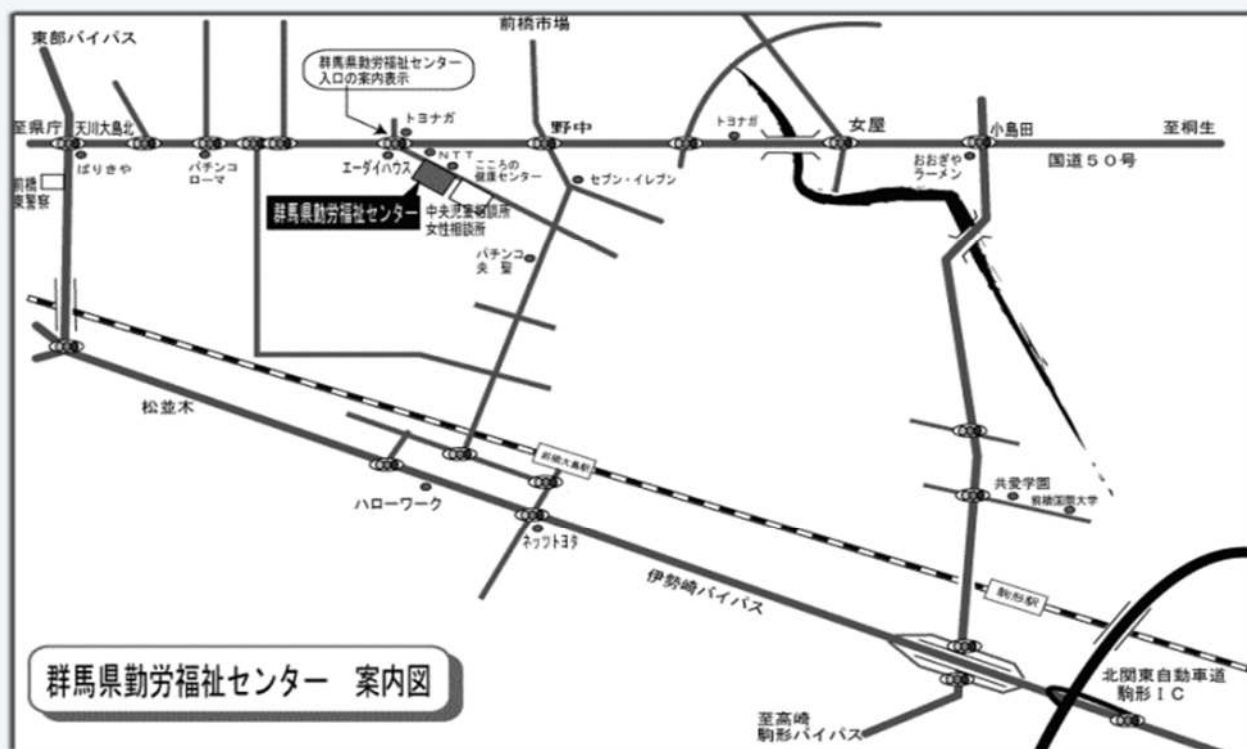 前橋市場
東部バイパス
群馬県勤労福祉センター
入口の案内表示
至県庁
天川大島北
トヨナガ
野中
トヨナガ
女屋
小島田
至桐生
国道50号
ばりきや
パチンコ
ローマ
エーダイハウス
NTT
こころの
健康センター
おおぎや
ラーメン
前橋
東警察
セブン・イレブン
群馬県勤労福祉センター
中央児童相談所
女性相談所
パチンコ
央聖
松並木
前橋大島駅
ハローワーク
ネッツトヨタ
共愛学園
前橋国際大学
伊勢崎バイパス
駒形駅
群馬県勤労福祉センター 案内図
北関東自動車道
駒形IC
至高崎
駒形バイパス